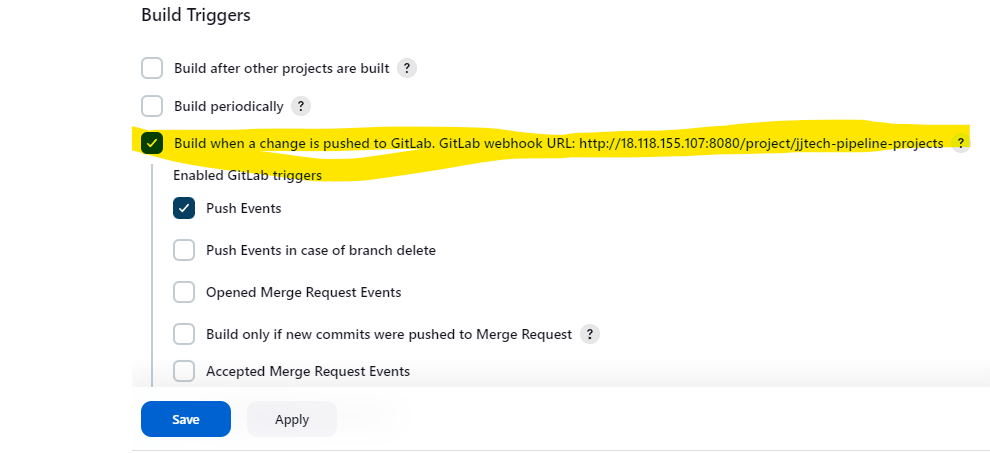 Build Triggers
Build after other projects are built ?
Build periodically ?
Build when a change is pushed to GitLab. GitLab webhook URL: http://18.118.155.107:8080/project/jjtech-pipeline-projects ?
Enabled GitLab triggers
Push Events
Push Events in case of branch delete
Opened Merge Request Events
Build only if new commits were pushed to Merge Request ?
Accepted Merge Request Events
Save Apply